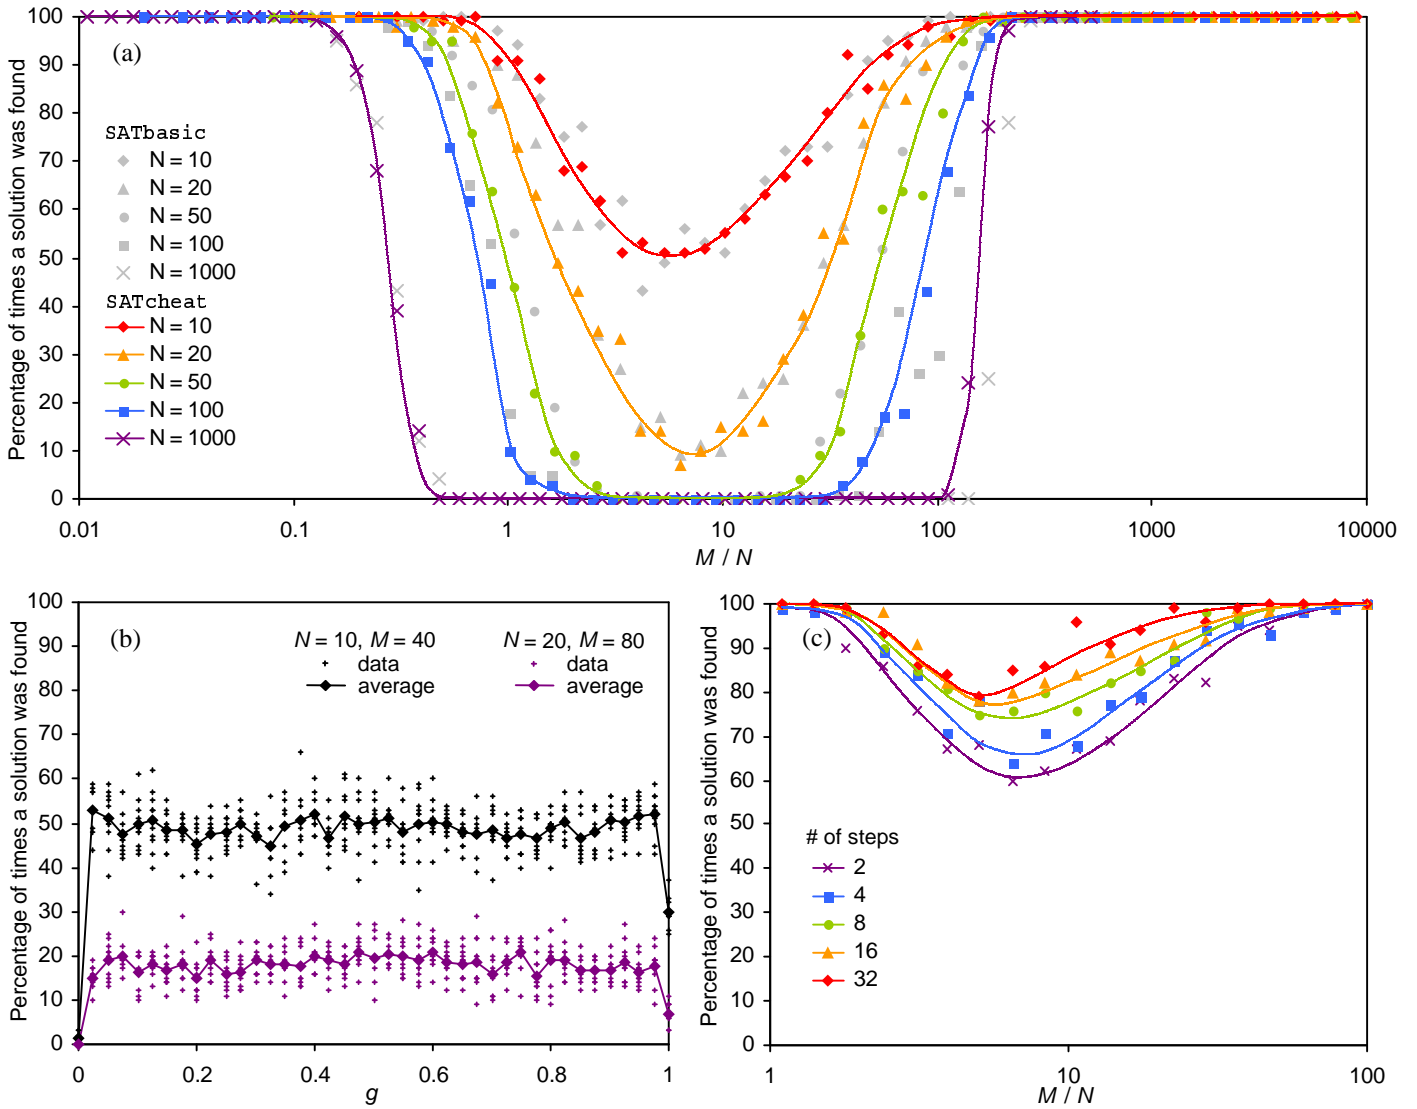 100
90
80
70
60
50
40
30
20
10
0
Percentage of times a solution was found
(a)
SATbasic
N = 10
N = 20
N = 50
N = 100
N = 1000
SATcheat
N = 10
N = 20
N = 50
N = 100
N = 1000
0.01 0.1 1 10 100 1000 10000
M / N
100
90
80
70
60
50
40
30
20
10
0
Percentage of times a solution was found
(b)
N = 10, M = 40
data
average
N = 20, M = 80
data
average
0 0.2 0.4 0.6 0.8 1
g
100
90
80
70
60
50
40
30
20
10
0
Percentage of times a solution was found
(c)
# of steps
2
4
8
16
32
1 10 100
M / N